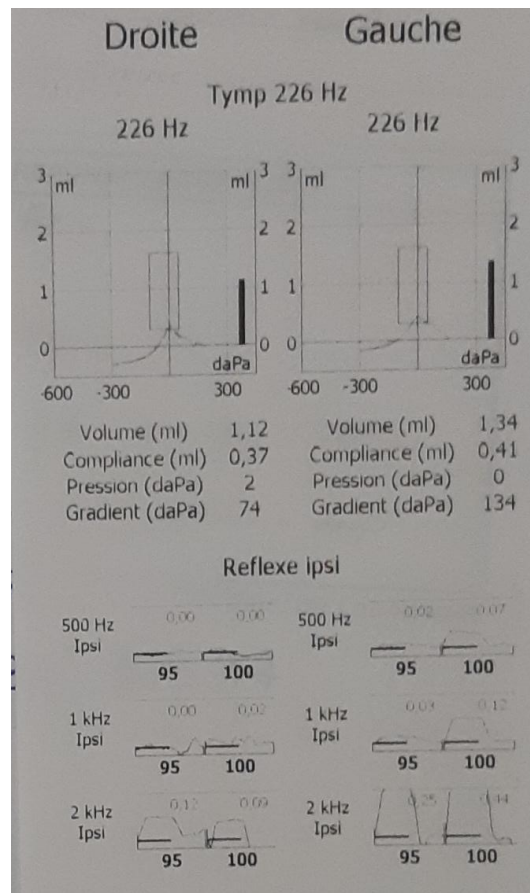 Droite Gauche
Tymp 226 Hz
226 Hz 226 Hz
3 ml ml 3 3 ml ml 3
2 2 2 2
1 1 1 1
0 0 0 0
daPa daPa
-600 -300 300 -600 -300 300
Volume (ml) 1,12 Volume (ml) 1,34
Compliance (ml) 0,37 Compliance (ml) 0,41
Pression (daPa) 2 Pression (daPa) 0
Gradient (daPa) 74 Gradient (daPa) 134
Reflexe ipsi
500 Hz Ipsi 0,00 0,00 500 Hz Ipsi 0,02 0,07
95 100 95 100
1 kHz Ipsi 0,00 0,02 1 kHz Ipsi 0,03 0,12
95 100 95 100
2 kHz Ipsi 0,12 0,09 2 kHz Ipsi 0,25
95 100 95 100